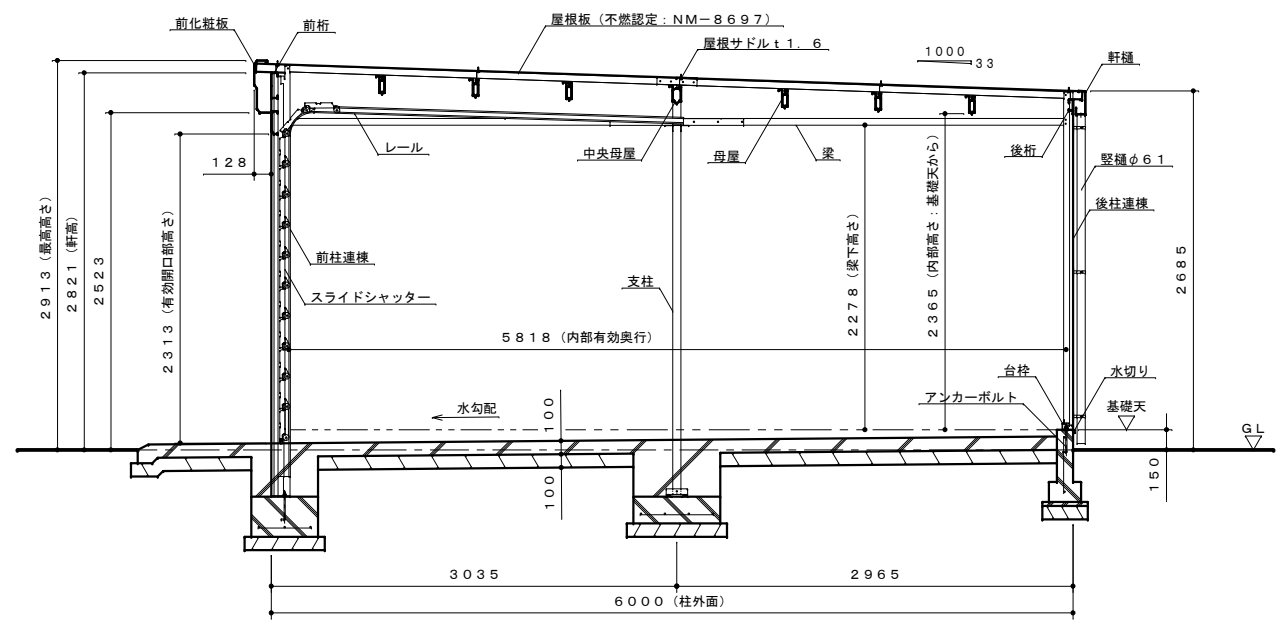 前化粧板
前桁
屋根板（不燃認定：ＮＭ－８６９７）
屋根サドルｔ１．６
１０００
３３
軒樋
レール
中央母屋
母屋
梁
後桁
竪樋φ６１
後柱連棟
１２８
２９１３（最高高さ）
２８２１（軒高）
２５２３
２３１３（有効開口部高さ）
前柱連棟
スライドシャッター
支柱
２２７８（梁下高さ）
２３６５（内部高さ：基礎天から）
２６８５
５８１８（内部有効奥行）
水勾配
１００
１００
台枠
水切り
アンカーボルト
基礎天
ＧＬ
１５０
３０３５
２９６５
６０００（柱外面）